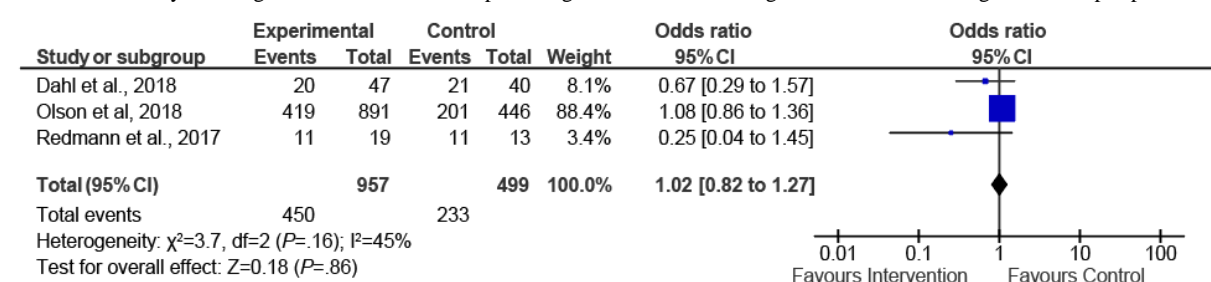 Experimental Control Odds ratio Odds ratio
Study or subgroup Events Total Events Total Weight 95%CI 95%CI
Dahl et al., 2018 20 47 21 40 8.1% 0.67 [0.29 to 1.57]
Olson et al, 2018 419 891 201 446 88.4% 1.08 [0.86 to 1.36]
Redmann et al., 2017 11 19 11 13 3.4% 0.25 [0.04 to 1.45]
Total (95%CI) 957 499 100.0% 1.02 [0.82 to 1.27]
Total events 450 233
Heterogeneity: χ²=3.7, df=2 (P=.16); I²=45%
Test for overall effect: Z=0.18 (P=.86)
0.01 0.1 1 10 100
Favours Intervention Favours Control